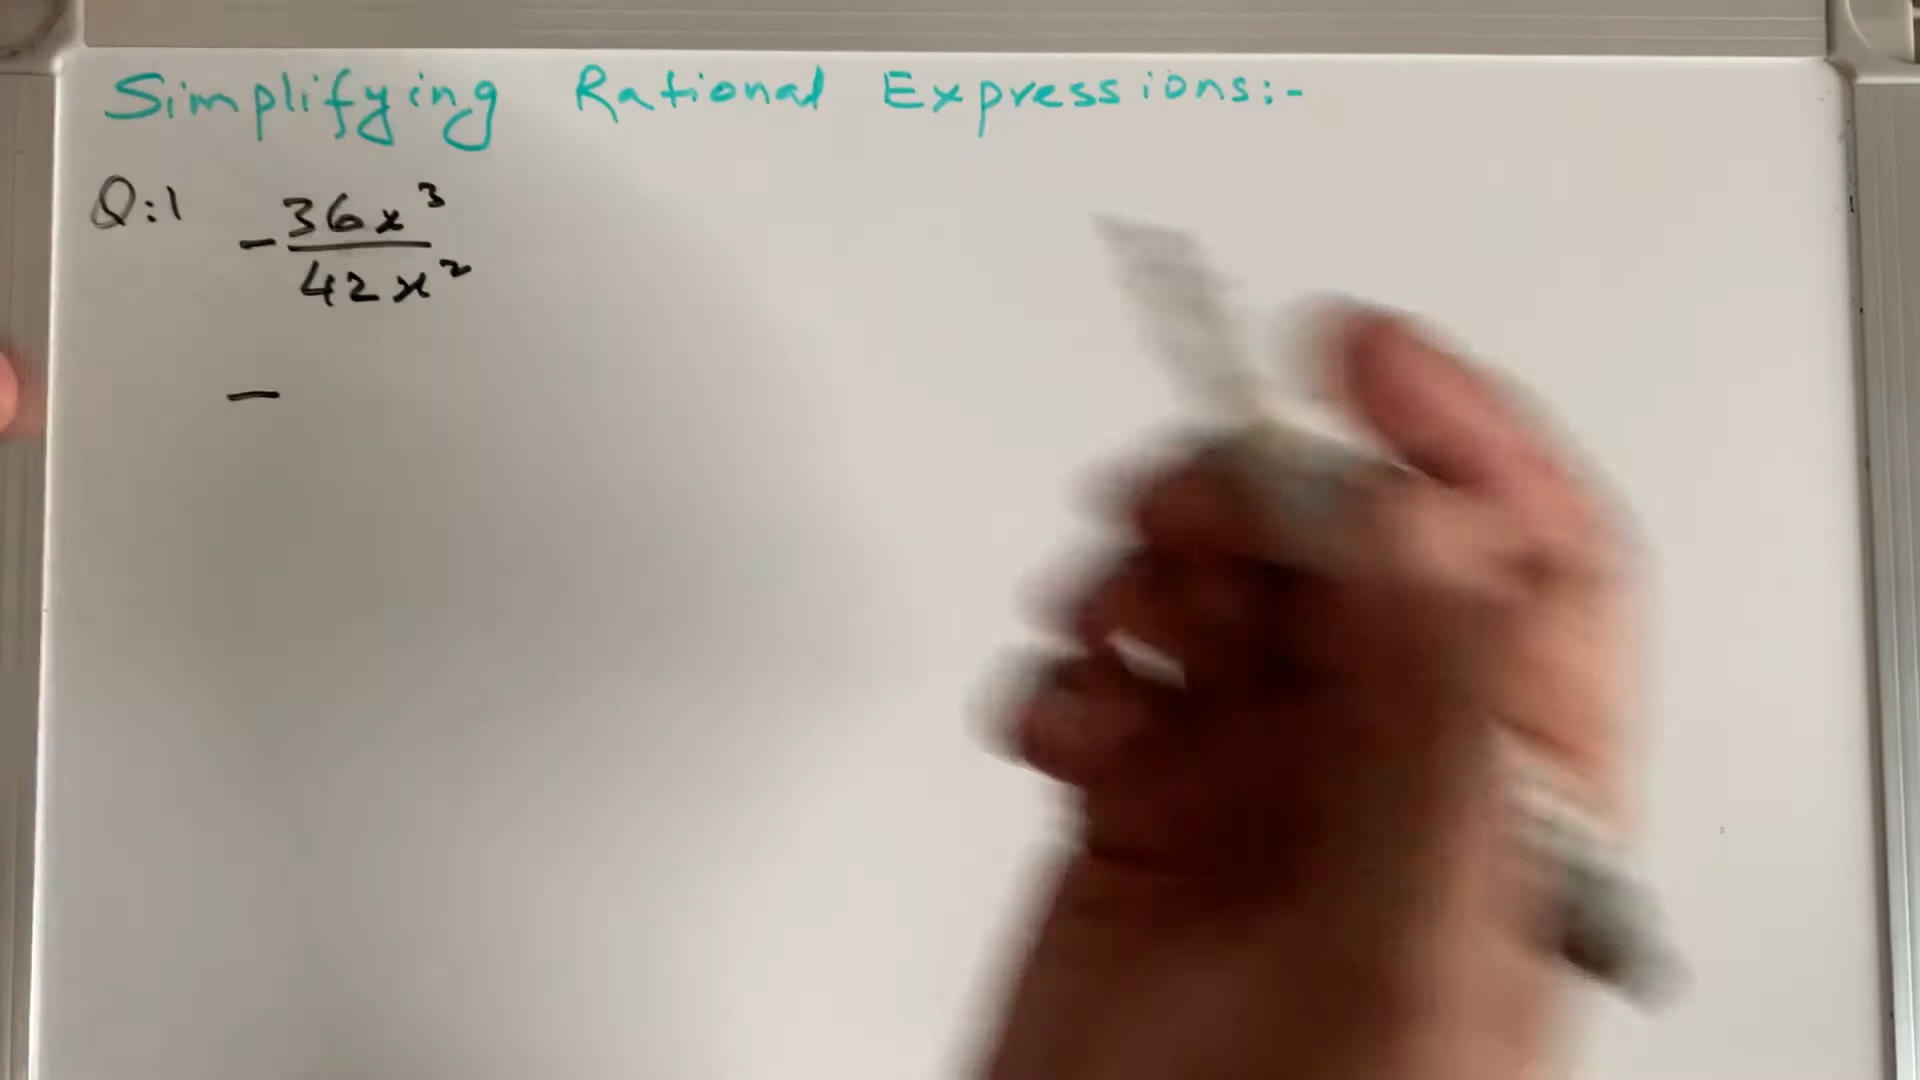 Simplifying Rational Expressions:-
Q:1
- 36x³
42x²
-